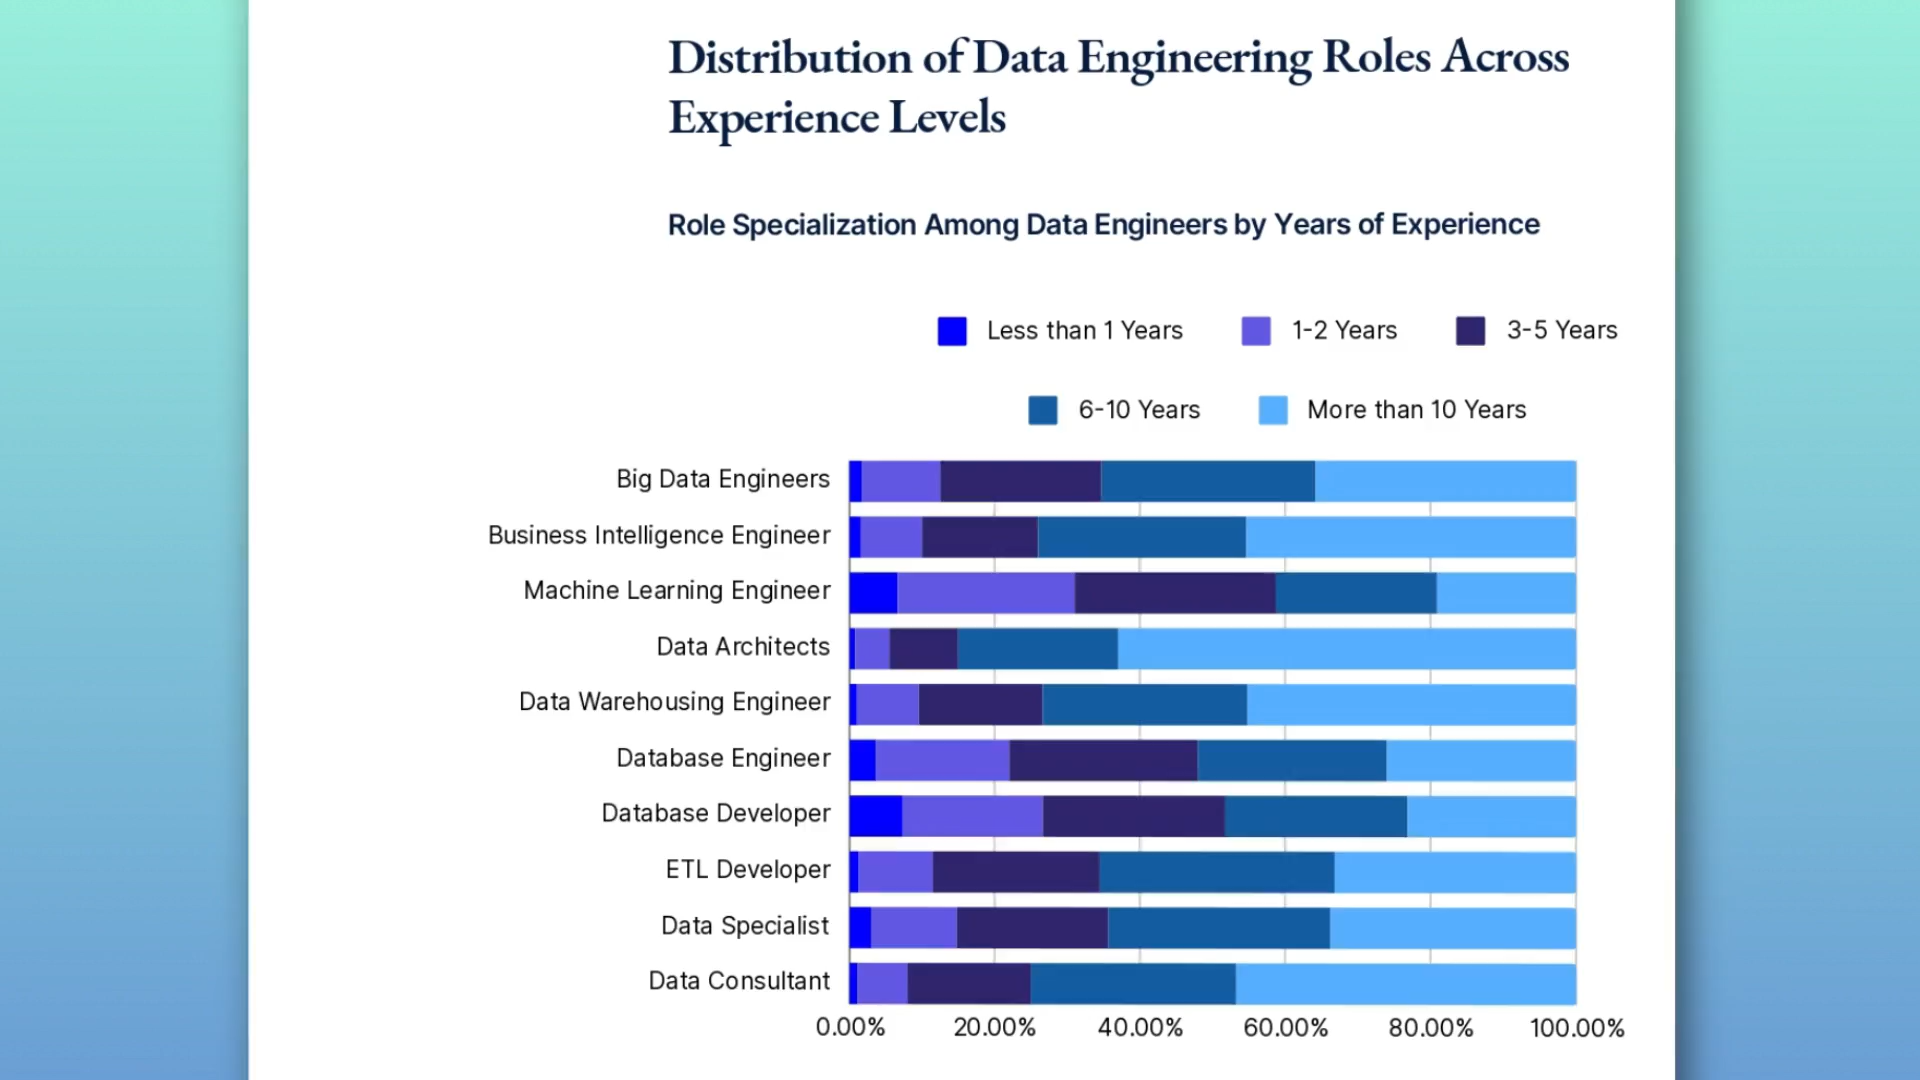 Distribution of Data Engineering Roles Across
Experience Levels
Role Specialization Among Data Engineers by Years of Experience
Less than 1 Years
1-2 Years
3-5 Years
6-10 Years
More than 10 Years
Big Data Engineers
Business Intelligence Engineer
Machine Learning Engineer
Data Architects
Data Warehousing Engineer
Database Engineer
Database Developer
ETL Developer
Data Specialist
Data Consultant
0.00% 20.00% 40.00% 60.00% 80.00% 100.00%